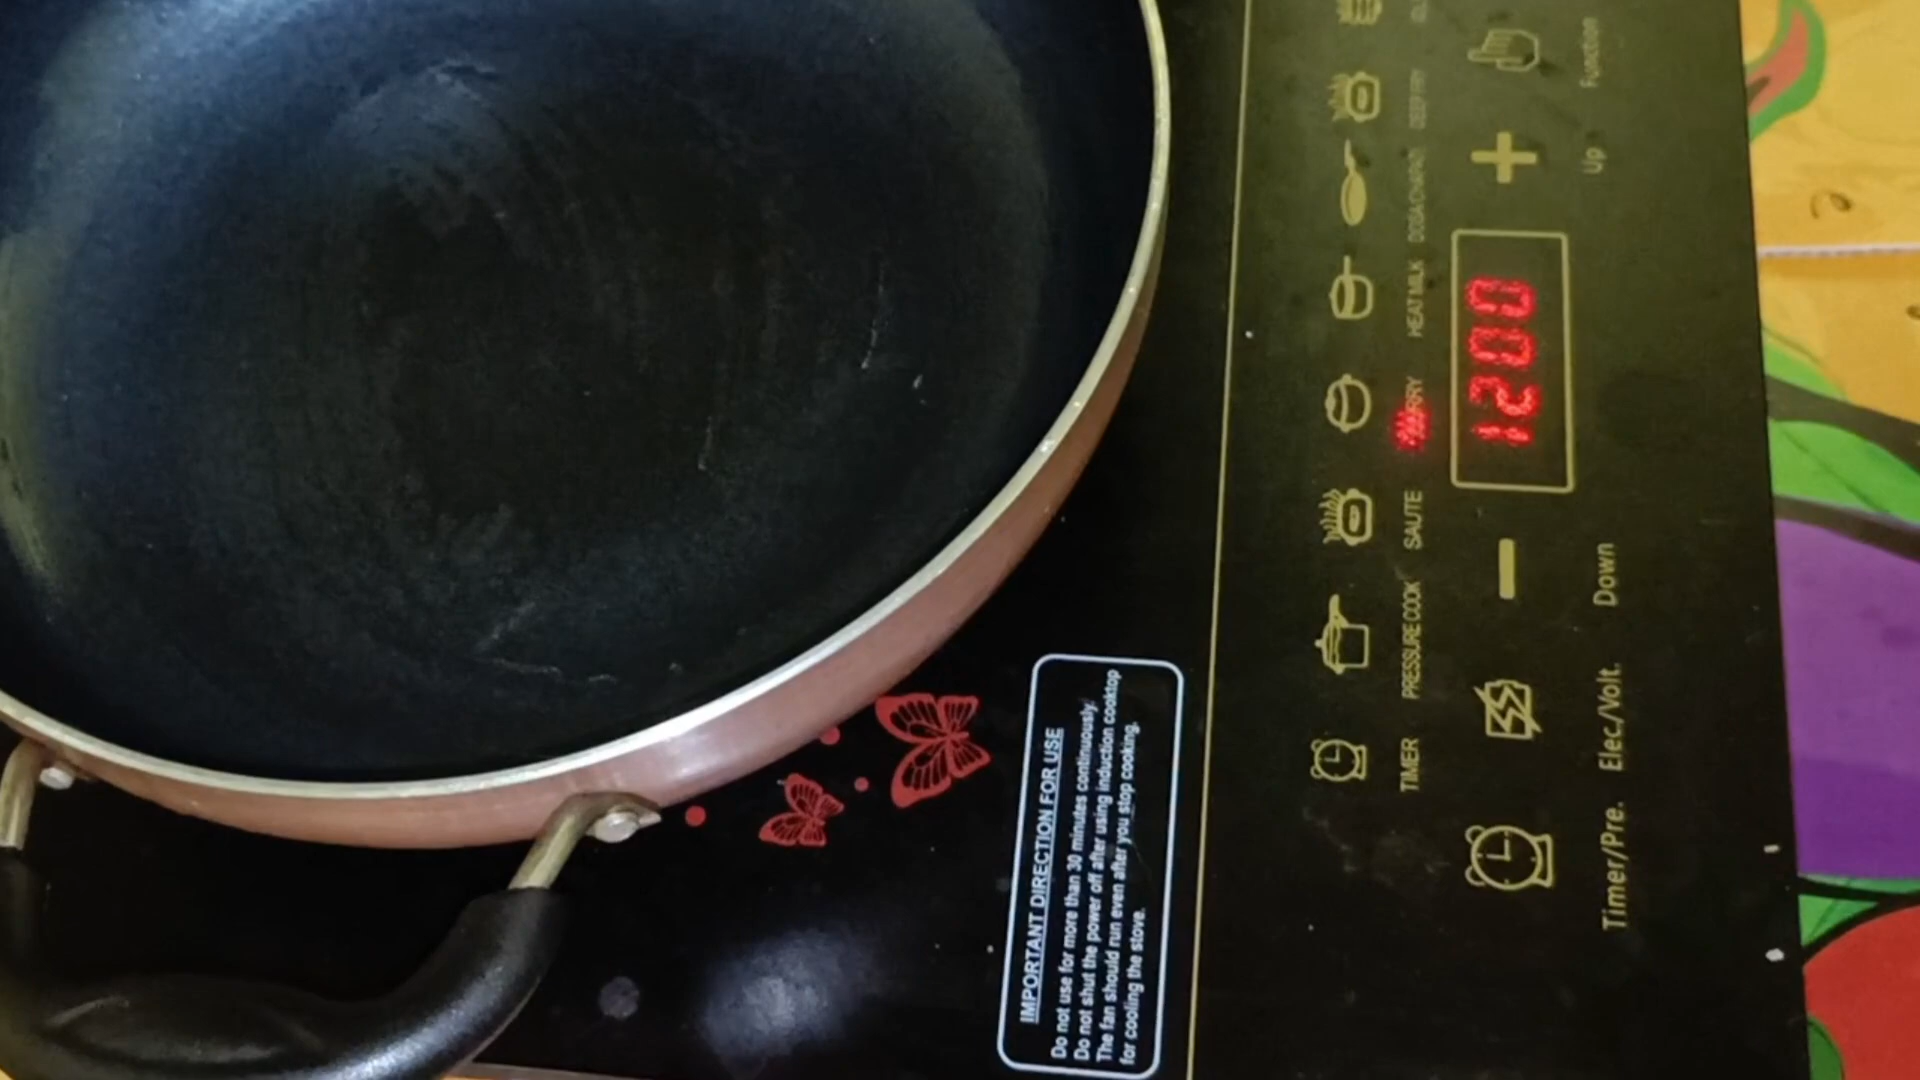 IMPORTANT DIRECTION FOR USE
Do not use for more than 30 minutes continuously.
Do not shut the power off after using induction cooktop
The fan should run even after you stop cooking.
for cooling the stove.
TIMER
PRESSURE COOK
SAUTE
HEAT MILK
DOSA/CHAPATI
DEEP FRY
1200
Timer/Pre.
Elec./Volt.
Down
Up
Function